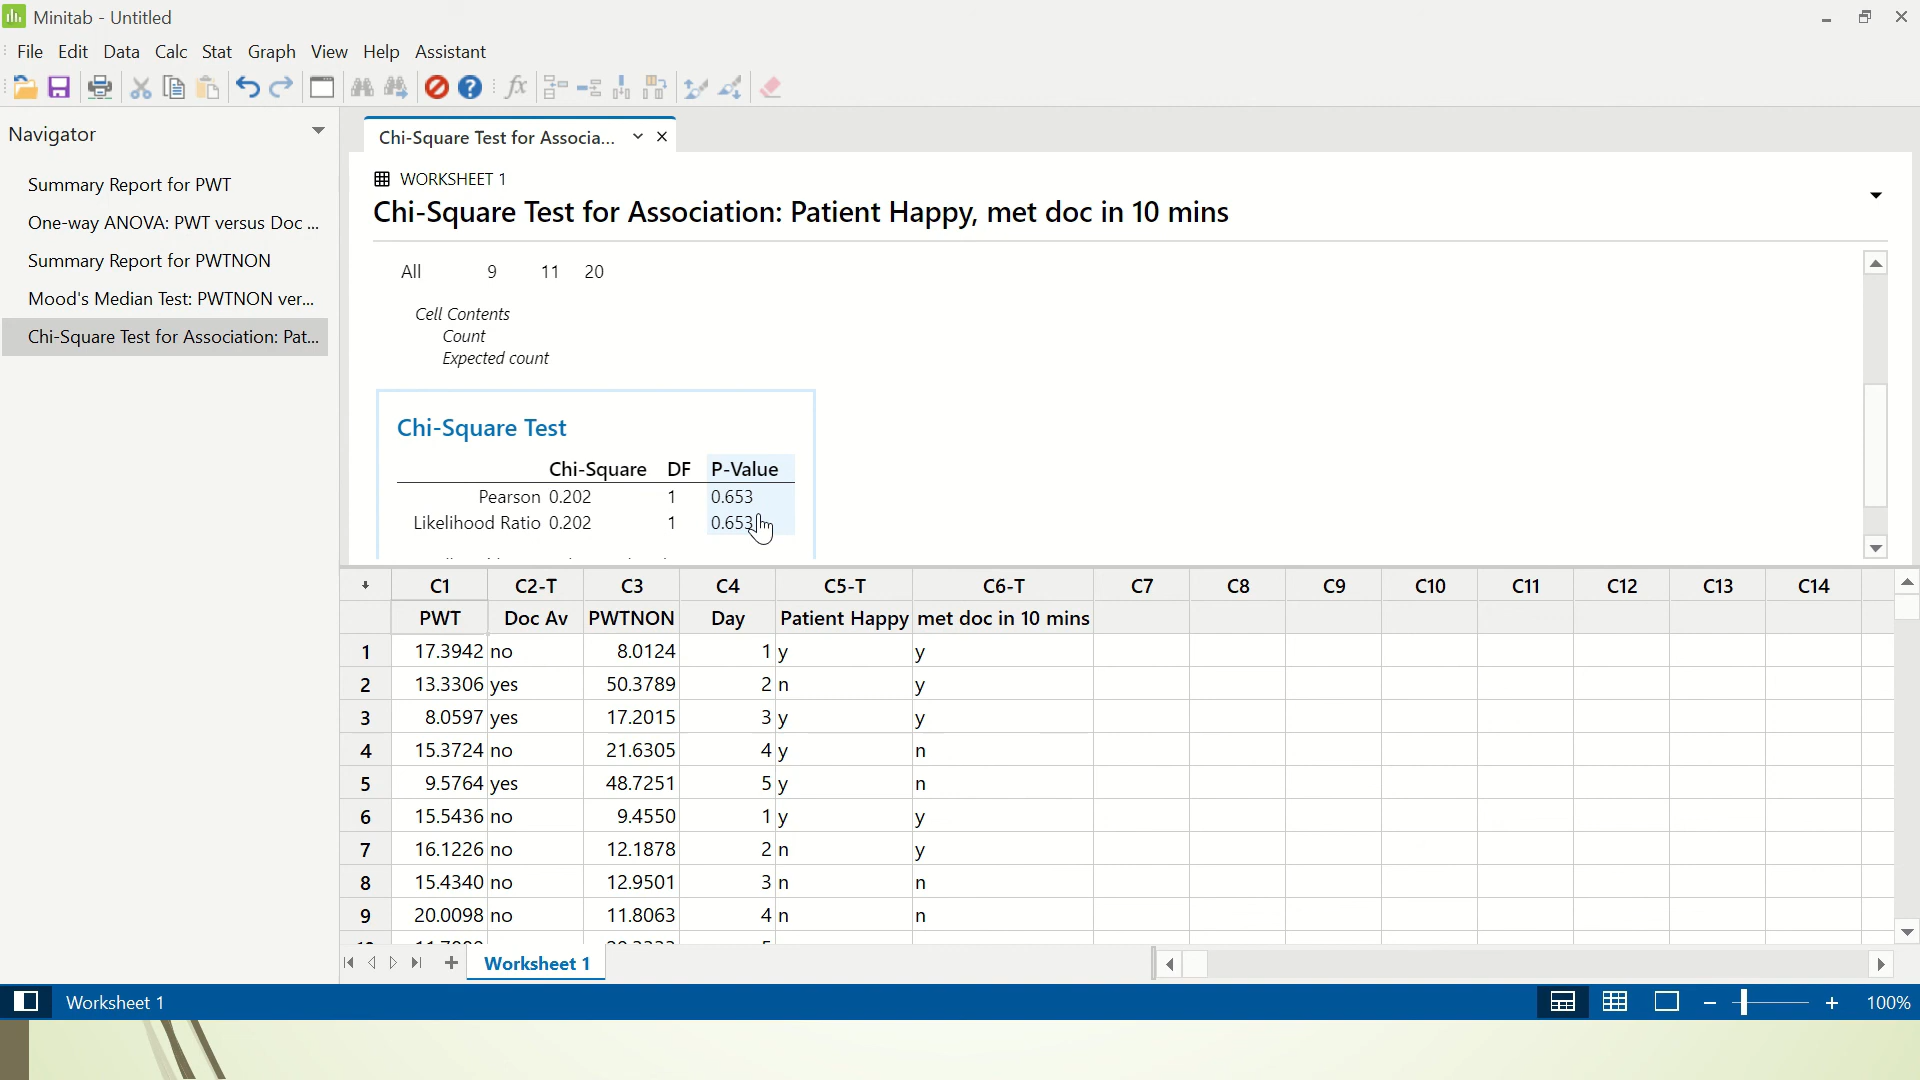 Minitab - Untitled
File Edit Data Calc Stat Graph View Help Assistant
Navigator
Summary Report for PWT
One-way ANOVA: PWT versus Doc ...
Summary Report for PWTNON
Mood's Median Test: PWTNON ver...
Chi-Square Test for Association: Pat...
Chi-Square Test for Associa...
WORKSHEET 1
Chi-Square Test for Association: Patient Happy, met doc in 10 mins
All 9 11 20
Cell Contents
Count
Expected count
Chi-Square Test
Chi-Square DF P-Value
Pearson 0.202 1 0.653
Likelihood Ratio 0.202 1 0.653
C1 C2-T C3 C4 C5-T C6-T C7 C8 C9 C10 C11 C12 C13 C14
PWT Doc Av PWTNON Day Patient Happy met doc in 10 mins
1 17.3942 no 8.0124 1 y y
2 13.3306 yes 50.3789 2 n y
3 8.0597 yes 17.2015 3 y y
4 15.3724 no 21.6305 4 y n
5 9.5764 yes 48.7251 5 y n
6 15.5436 no 9.4550 1 y y
7 16.1226 no 12.1878 2 n y
8 15.4340 no 12.9501 3 n n
9 20.0098 no 11.8063 4 n n
Worksheet 1
Worksheet 1 100%